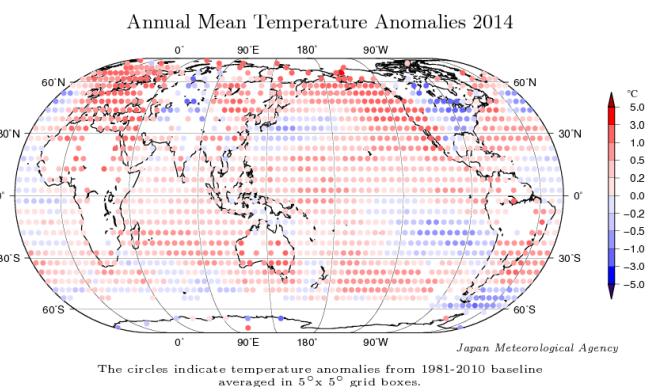 Annual Mean Temperature Anomalies 2014
0° 90°E 180° 90°W
60°N 60°N
30°N 30°N
0° 0°
30°S 30°S
60°S 60°S
0° 90°E 180° 90°W
°C
5.0
3.0
1.0
0.5
0.2
0.0
−0.2
−0.5
−1.0
−3.0
−5.0
Japan Meteorological Agency
The circles indicate temperature anomalies from 1981-2010 baseline
averaged in 5°x 5° grid boxes.